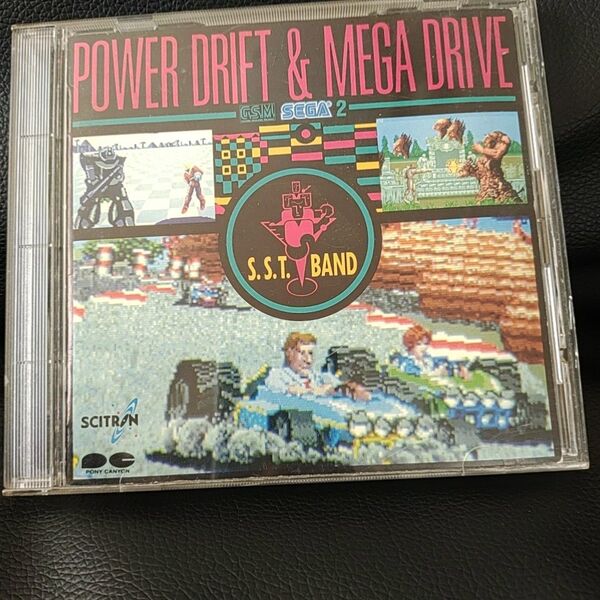 POWER DRIFT & MEGA DRIVE
GSM SEGA 2
S.S.T. BAND
SCITRON
PONY CANYON